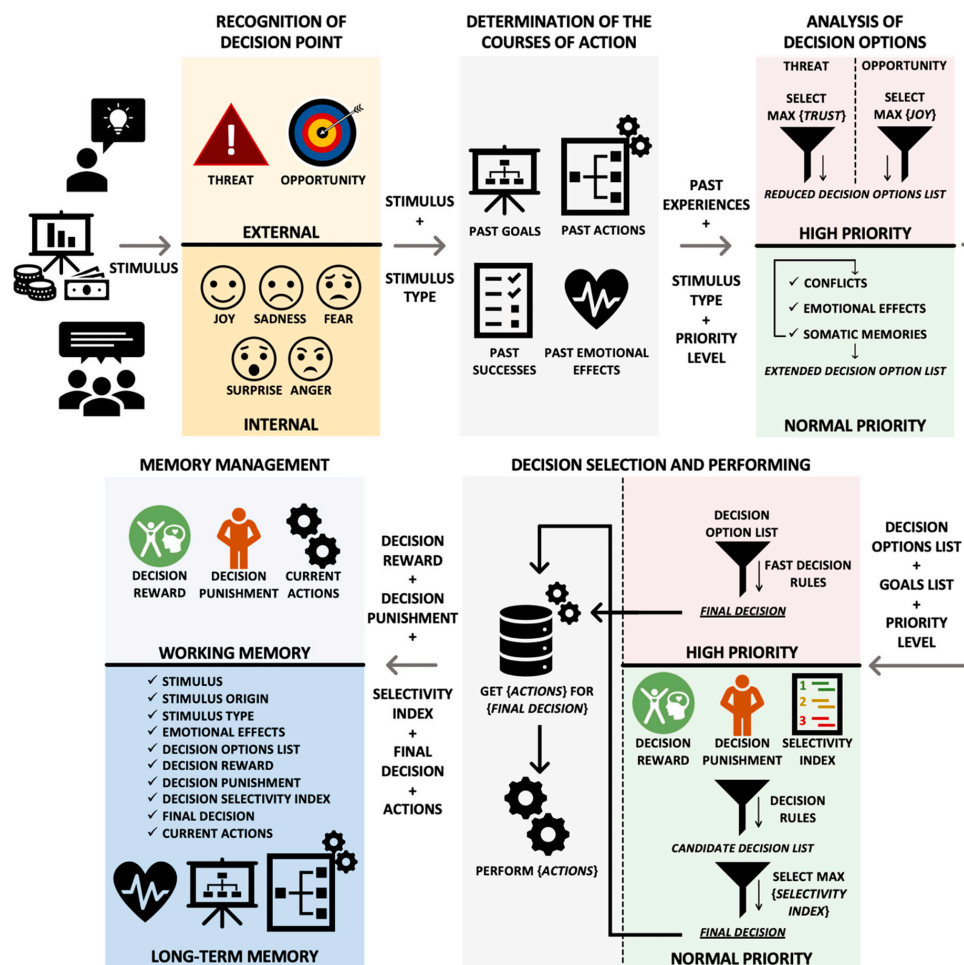 RECOGNITION OF
DECISION POINT
DETERMINATION OF THE
COURSES OF ACTION
ANALYSIS OF
DECISION OPTIONS
STIMULUS
THREAT
OPPORTUNITY
EXTERNAL
JOY
SADNESS
FEAR
SURPRISE
ANGER
INTERNAL
STIMULUS
+
STIMULUS
TYPE
PAST GOALS
PAST ACTIONS
PAST
SUCCESSES
PAST EMOTIONAL
EFFECTS
PAST
EXPERIENCES
+
STIMULUS
TYPE
+
PRIORITY
LEVEL
THREAT
OPPORTUNITY
SELECT
MAX {TRUST}
SELECT
MAX {JOY}
REDUCED DECISION OPTIONS LIST
HIGH PRIORITY
✓ CONFLICTS
✓ EMOTIONAL EFFECTS
✓ SOMATIC MEMORIES
EXTENDED DECISION OPTION LIST
NORMAL PRIORITY
MEMORY MANAGEMENT
DECISION SELECTION AND PERFORMING
DECISION
REWARD
DECISION
PUNISHMENT
CURRENT
ACTIONS
WORKING MEMORY
✓ STIMULUS
✓ STIMULUS ORIGIN
✓ STIMULUS TYPE
✓ EMOTIONAL EFFECTS
✓ DECISION OPTIONS LIST
✓ DECISION REWARD
✓ DECISION PUNISHMENT
✓ DECISION SELECTIVITY INDEX
✓ FINAL DECISION
✓ CURRENT ACTIONS
LONG-TERM MEMORY
DECISION
REWARD
+
DECISION
PUNISHMENT
+
SELECTIVITY
INDEX
+
FINAL
DECISION
+
ACTIONS
GET {ACTIONS} FOR
{FINAL DECISION}
PERFORM {ACTIONS}
DECISION
OPTION LIST
FAST DECISION
RULES
FINAL DECISION
HIGH PRIORITY
1
2
3
DECISION
REWARD
DECISION
PUNISHMENT
SELECTIVITY
INDEX
DECISION
RULES
CANDIDATE DECISION LIST
SELECT MAX
{SELECTIVITY
INDEX}
FINAL DECISION
NORMAL PRIORITY
DECISION
OPTIONS LIST
+
GOALS LIST
+
PRIORITY
LEVEL